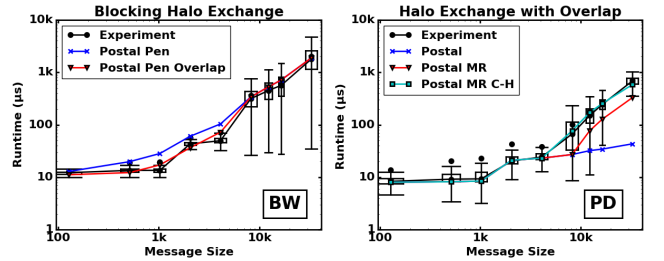 Blocking Halo Exchange
Runtime (µs)
10k
1k
100
10
1
Experiment
Postal Pen
Postal Pen Overlap
BW
100
1k
10k
Message Size
Halo Exchange with Overlap
Runtime (µs)
10k
1k
100
10
1
Experiment
Postal
Postal MR
Postal MR C-H
PD
100
1k
10k
Message Size